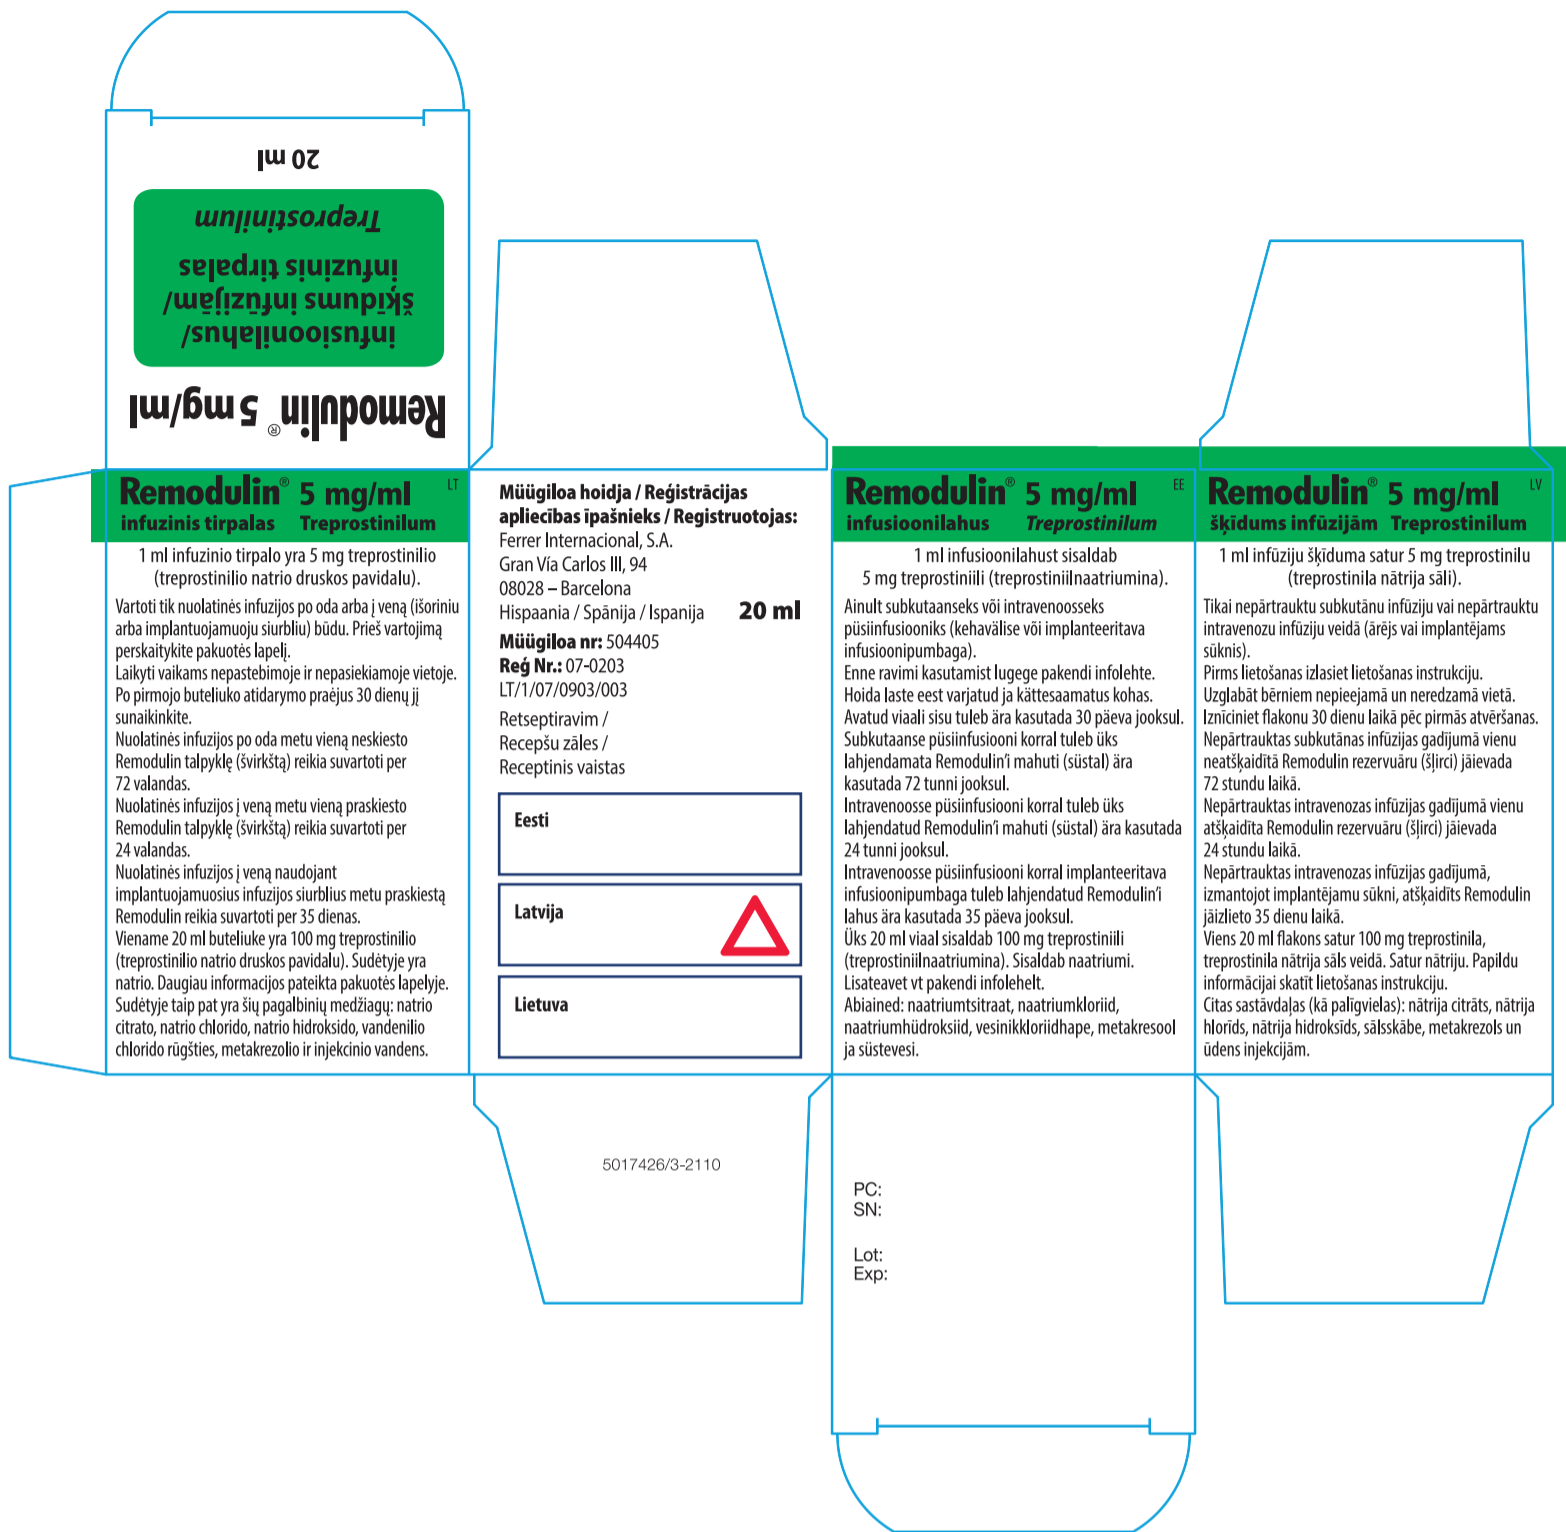 20 ml
Treprostinilum
infuzinis tirpalas
šķīdums infūzijām/
infusioonilahus/
Remodulin® 5 mg/ml
Remodulin® 5 mg/ml LT
infuzinis tirpalas Treprostinilum
1 ml infuzinio tirpalo yra 5 mg treprostinilio
(treprostinilio natrio druskos pavidalu).
Vartoti tik nuolatinės infuzijos po oda arba į veną (išoriniu
arba implantuojamuoju siurbliu) būdu. Prieš vartojimą
perskaitykite pakuotės lapelį.
Laikyti vaikams nepastebimoje ir nepasiekiamoje vietoje.
Po pirmojo buteliuko atidarymo praėjus 30 dienų jį
sunaikinkite.
Nuolatinės infuzijos po oda metu vieną neskiesto
Remodulin talpyklę (švirkštą) reikia suvartoti per
72 valandas.
Nuolatinės infuzijos į veną metu vieną praskiesto
Remodulin talpyklę (švirkštą) reikia suvartoti per
24 valandas.
Nuolatinės infuzijos į veną naudojant
implantuojamuosius infuzijos siurblius metu praskiestą
Remodulin reikia suvartoti per 35 dienas.
Viename 20 ml buteliuke yra 100 mg treprostinilio
(treprostinilio natrio druskos pavidalu). Sudėtyje yra
natrio. Daugiau informacijos pateikta pakuotės lapelyje.
Sudėtyje taip pat yra šių pagalbinių medžiagų: natrio
citrato, natrio chlorido, natrio hidroksido, vandenilio
chlorido rūgšties, metakrezolio ir injekcinio vandens.
Müügiloa hoidja / Reģistrācijas
apliecības īpašnieks / Registruotojas:
Ferrer Internacional, S.A.
Gran Vía Carlos III, 94
08028 – Barcelona
Hispaania / Spānija / Ispanija 20 ml
Müügiloa nr: 504405
Reģ Nr.: 07-0203
LT/1/07/0903/003
Retseptiravim /
Recepšu zāles /
Receptinis vaistas
Eesti
Latvija
Lietuva
5017426/3-2110
Remodulin® 5 mg/ml EE
infusioonilahus Treprostinilum
1 ml infusioonilahust sisaldab
5 mg treprostiniili (treprostiniilnaatriumina).
Ainult subkutaanseks või intravenoosseks
püsiinfusiooniks (kehavälise või implanteeritava
infusioonipumbaga).
Enne ravimi kasutamist lugege pakendi infolehte.
Hoida laste eest varjatud ja kättesaamatus kohas.
Avatud viaali sisu tuleb ära kasutada 30 päeva jooksul.
Subkutaanse püsiinfusiooni korral tuleb üks
lahjendamata Remodulin'i mahuti (süstal) ära
kasutada 72 tunni jooksul.
Intravenoosse püsiinfusiooni korral tuleb üks
lahjendatud Remodulin'i mahuti (süstal) ära kasutada
24 tunni jooksul.
Intravenoosse püsiinfusiooni korral implanteeritava
infusioonipumbaga tuleb lahjendatud Remodulin'i
lahus ära kasutada 35 päeva jooksul.
Üks 20 ml viaal sisaldab 100 mg treprostiniili
(treprostiniilnaatriumina). Sisaldab naatriumi.
Lisateavet vt pakendi infolehelt.
Abiained: naatriumtsitraat, naatriumkloriid,
naatriumhüdroksiid, vesinikkloriidhape, metakresool
ja süstevesi.
PC:
SN:
Lot:
Exp:
Remodulin® 5 mg/ml LV
šķīdums infūzijām Treprostinilum
1 ml infūziju šķīduma satur 5 mg treprostinilu
(treprostinila nātrija sāli).
Tikai nepārtrauktu subkutānu infūziju vai nepārtrauktu
intravenozu infūziju veidā (ārējs vai implantējams
sūknis).
Pirms lietošanas izlasiet lietošanas instrukciju.
Uzglabāt bērniem nepieejamā un neredzamā vietā.
Iznīciniet flakonu 30 dienu laikā pēc pirmās atvēršanas.
Nepārtrauktas subkutānas infūzijas gadījumā vienu
neatšķaidītā Remodulin rezervuāru (šļirci) jāievada
72 stundu laikā.
Nepārtrauktas intravenozas infūzijas gadījumā vienu
atšķaidīta Remodulin rezervuāru (šļirci) jāievada
24 stundu laikā.
Nepārtrauktas intravenozas infūzijas gadījumā,
izmantojot implantējamu sūkni, atšķaidīts Remodulin
jāizlieto 35 dienu laikā.
Viens 20 ml flakons satur 100 mg treprostinila,
treprostinila nātrija sāls veidā. Satur nātriju. Papildu
informācijai skatīt lietošanas instrukciju.
Citas sastāvdaļas (kā palīgvielas): nātrija citrāts, nātrija
hlorīds, nātrija hidroksīds, sālsskābe, metakrezols un
ūdens injekcijām.